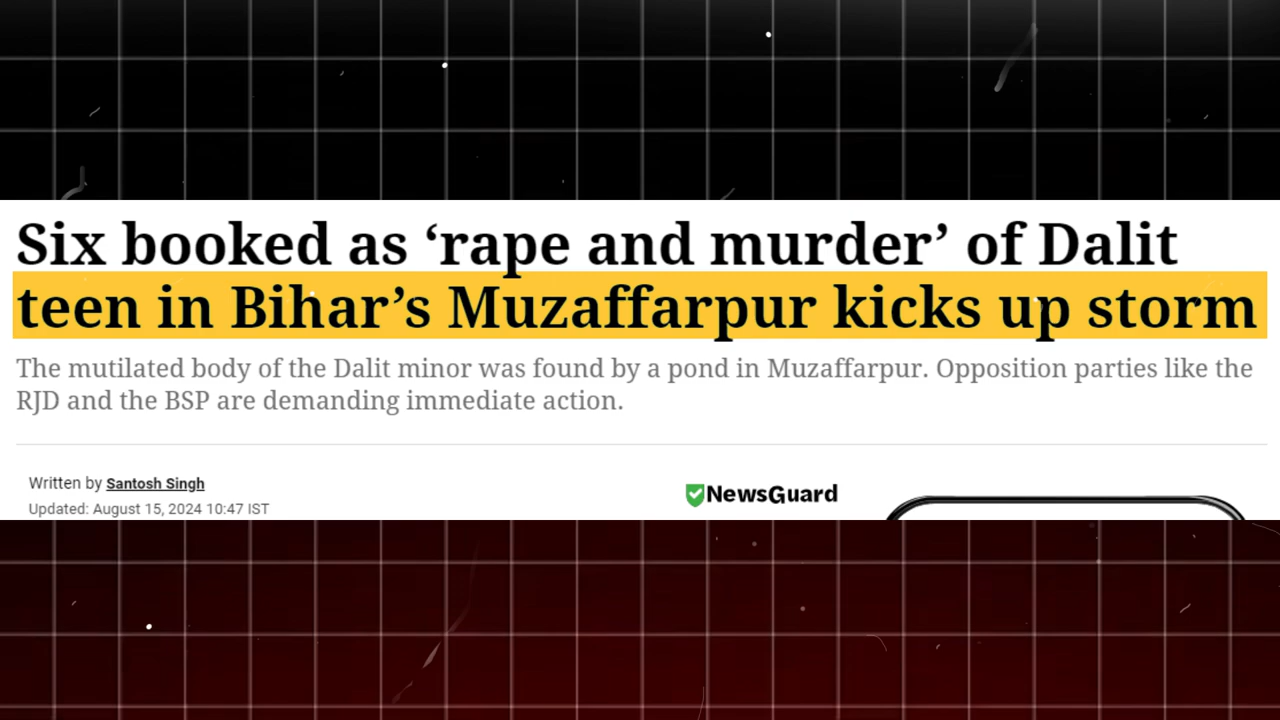 Six booked as ‘rape and murder’ of Dalit
teen in Bihar’s Muzaffarpur kicks up storm
The mutilated body of the Dalit minor was found by a pond in Muzaffarpur. Opposition parties like the
RJD and the BSP are demanding immediate action.
Written by Santosh Singh
NewsGuard
Updated: August 15, 2024 10:47 IST